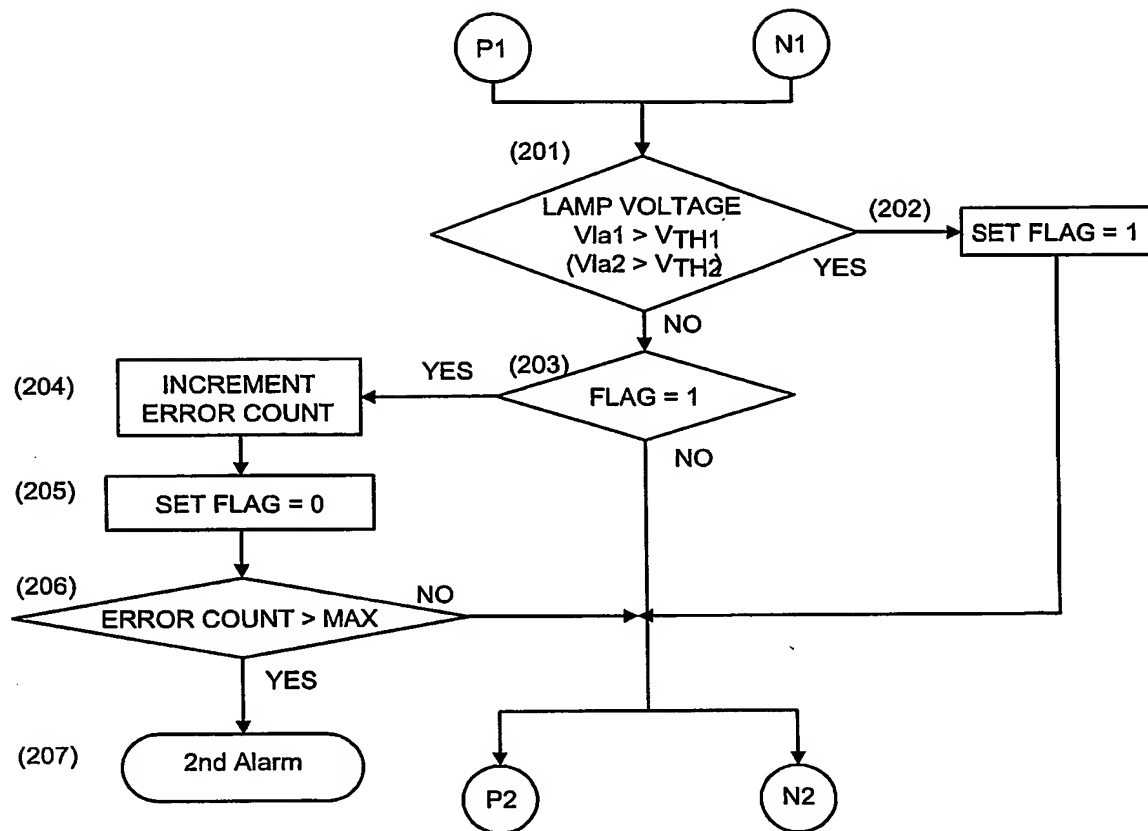 P1
N1
(201)
LAMP VOLTAGE
Vla1 > VTH1
(Vla2 > VTH2)
(202)
YES
SET FLAG = 1
NO
(203)
FLAG = 1
YES
NO
(204)
INCREMENT
ERROR COUNT
(205)
SET FLAG = 0
(206)
ERROR COUNT > MAX
NO
YES
(207)
2nd Alarm
P2
N2